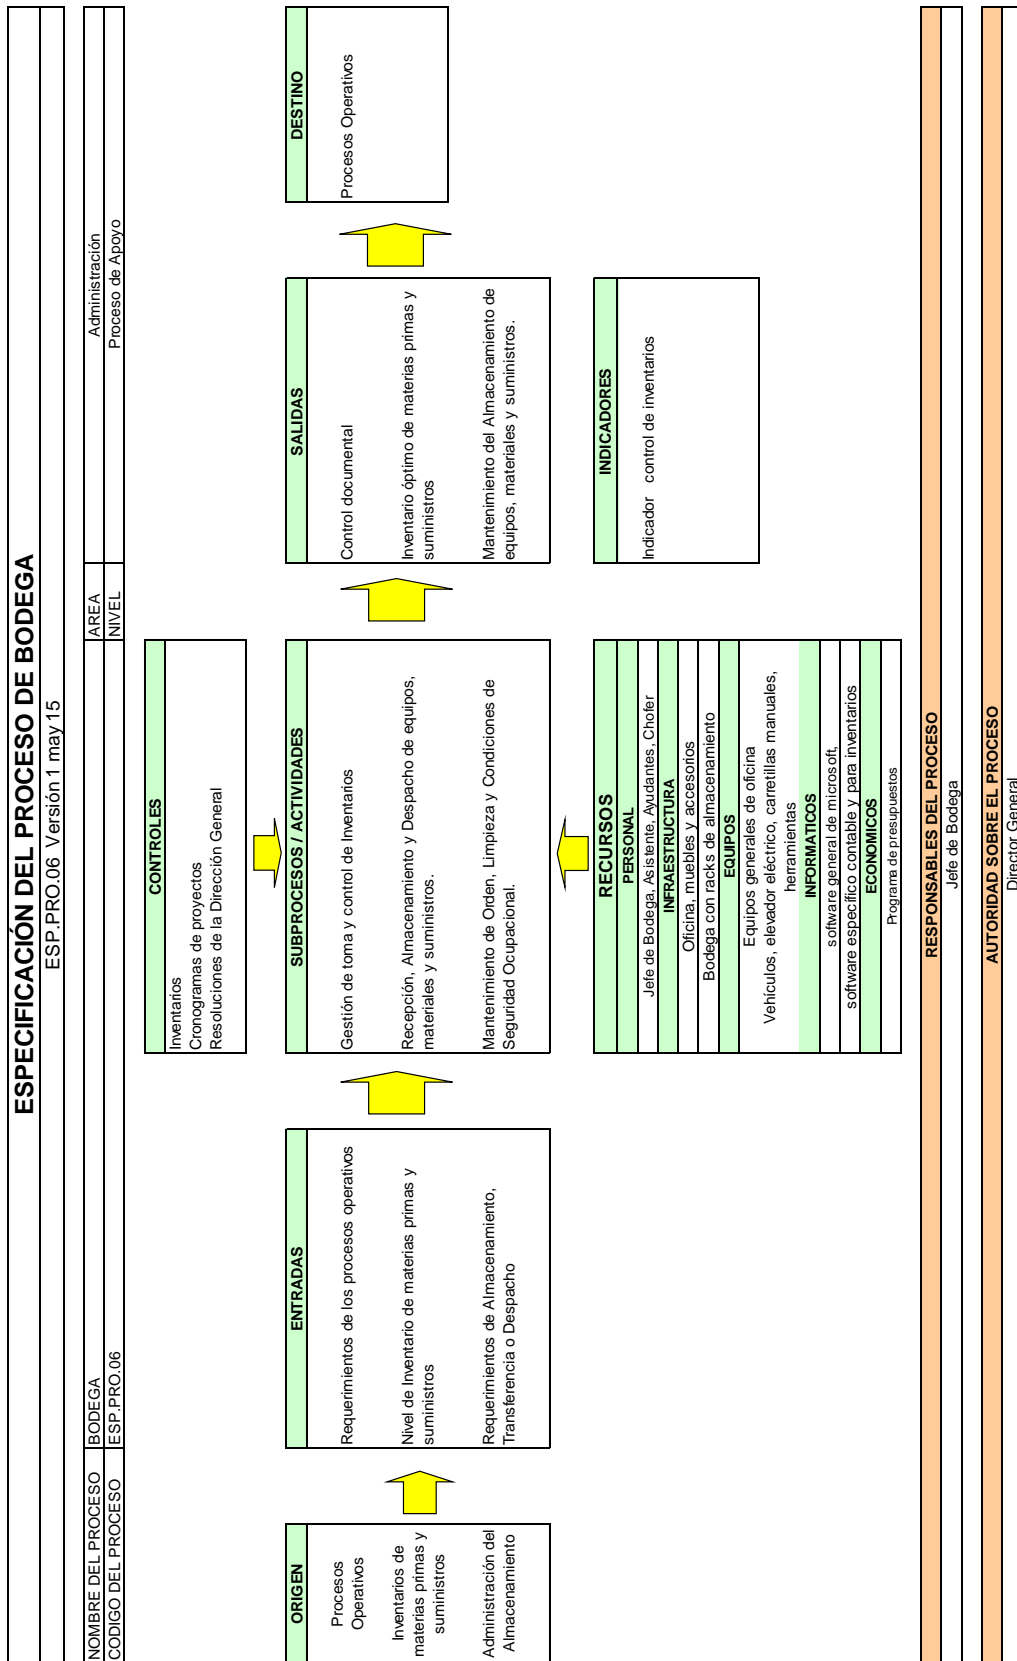 ESPECIFICACIÓN DEL PROCESO DE BODEGA
ESP.PRO.06 Versión 1 may 15
NOMBRE DEL PROCESO BODEGA AREA Administración
CODIGO DEL PROCESO ESP.PRO.06 NIVEL Proceso de Apoyo
CONTROLES
Inventarios
Cronogramas de proyectos
Resoluciones de la Dirección General
ORIGEN
Procesos
Operativos
Inventarios de
materias primas y
suministros
Administración del
Almacenamiento
ENTRADAS
Requerimientos de los procesos operativos
Nivel de Inventario de materias primas y
suministros
Requerimientos de Almacenamiento,
Transferencia o Despacho
SUBPROCESOS / ACTIVIDADES
Gestión de toma y control de Inventarios
Recepción, Almacenamiento y Despacho de equipos,
materiales y suministros.
Mantenimiento de Orden, Limpieza y Condiciones de
Seguridad Ocupacional.
SALIDAS
Control documental
Inventario óptimo de materias primas y
suministros
Mantenimiento del Almacenamiento de
equipos, materiales y suministros.
DESTINO
Procesos Operativos
RECURSOS
PERSONAL
Jefe de Bodega, Asistente, Ayudantes, Chofer
INFRAESTRUCTURA
Oficina, muebles y accesorios
Bodega con racks de almacenamiento
EQUIPOS
Equipos generales de oficina
Vehículos, elevador eléctrico, carretillas manuales,
herramientas
INFORMATICOS
software general de microsoft,
software específico contable y para inventarios
ECONOMICOS
Programa de presupuestos
INDICADORES
Indicador control de inventarios
RESPONSABLES DEL PROCESO
Jefe de Bodega
AUTORIDAD SOBRE EL PROCESO
Director General